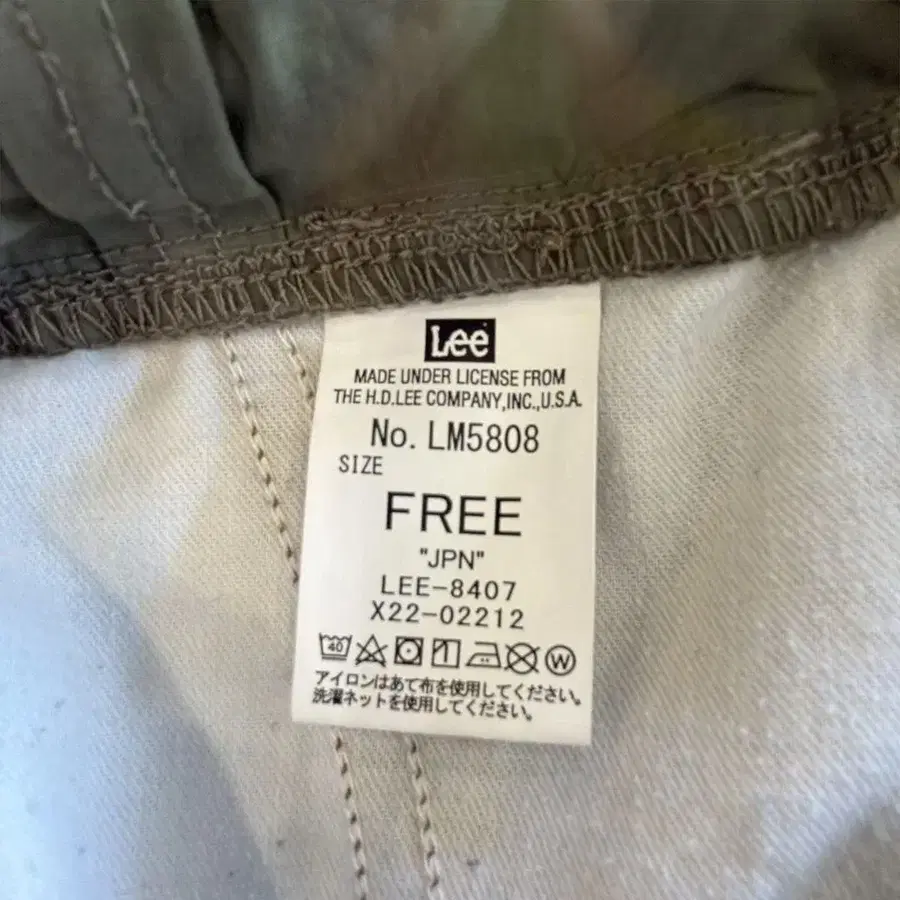 Lee
MADE UNDER LICENSE FROM
THE H.D.LEE COMPANY,INC.,U.S.A.
No. LM5808
SIZE
FREE
"JPN"
LEE-8407
X22-02212
40 W
アイロンはあて布を使用してください。
洗濯ネットを使用してください。